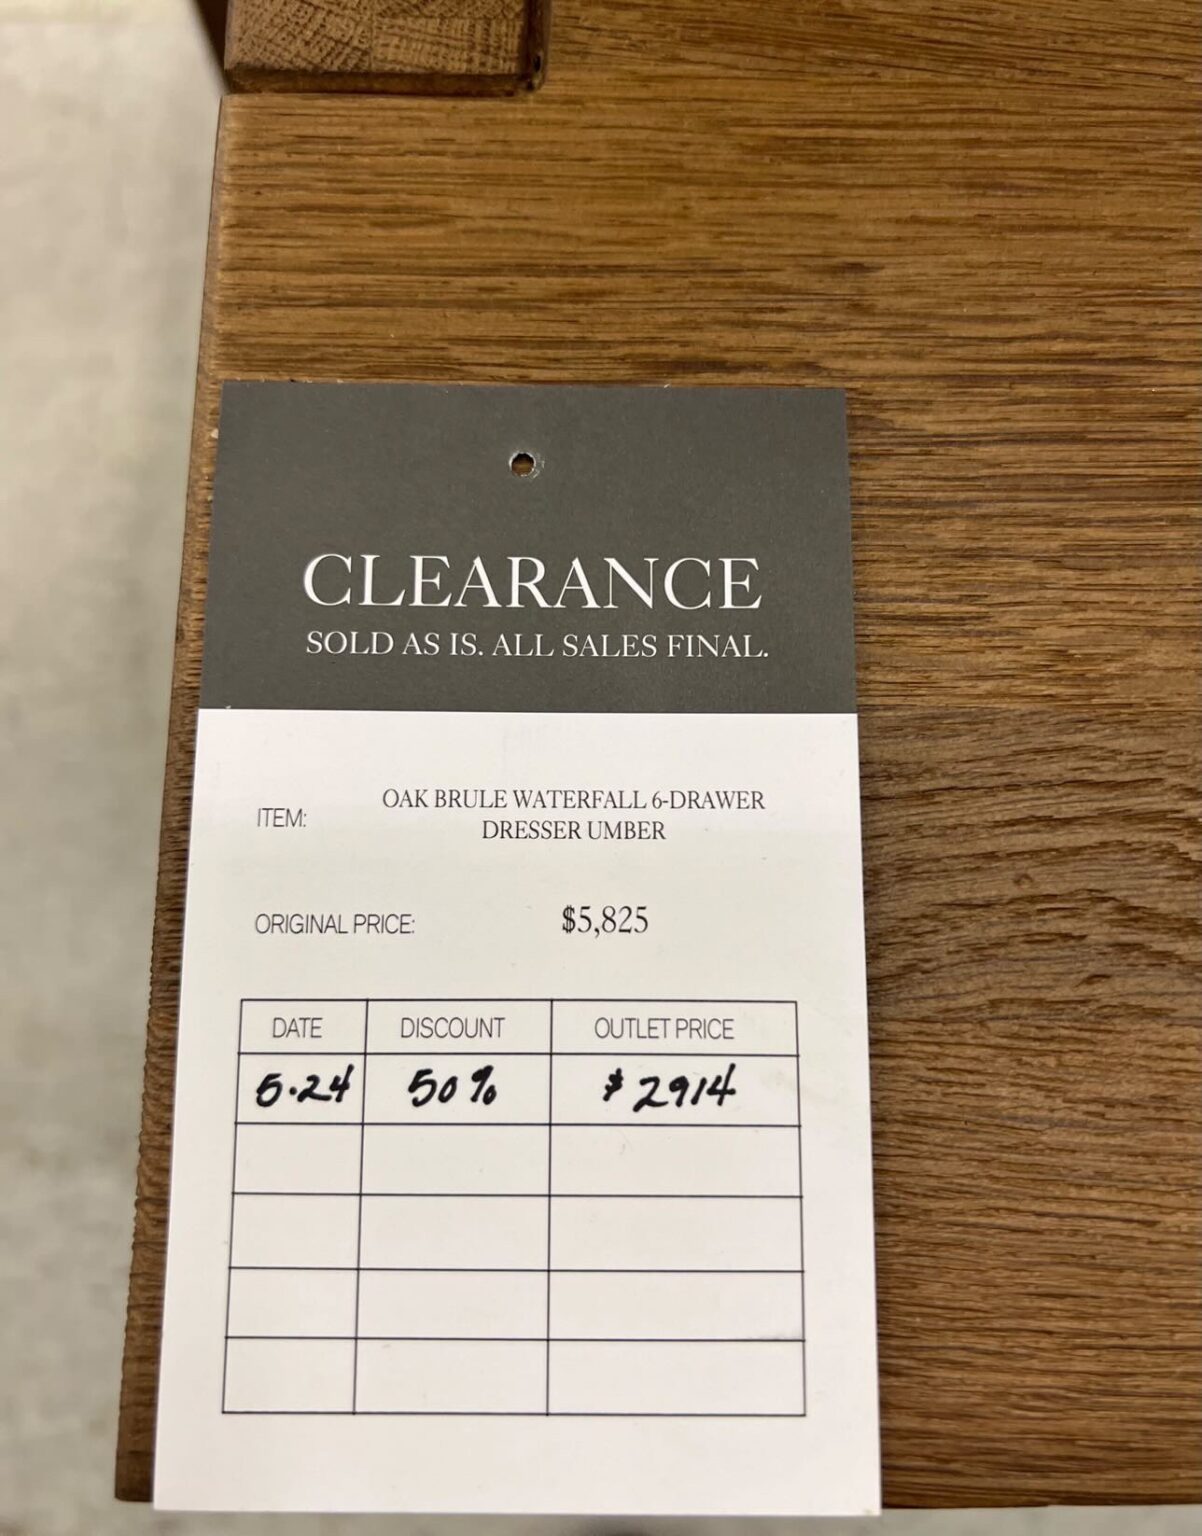 CLEARANCE
SOLD AS IS. ALL SALES FINAL.
ITEM: OAK BRULE WATERFALL 6-DRAWER
DRESSER UMBER
ORIGINAL PRICE: $5,825
DATE DISCOUNT OUTLET PRICE
5.24 50% $2914